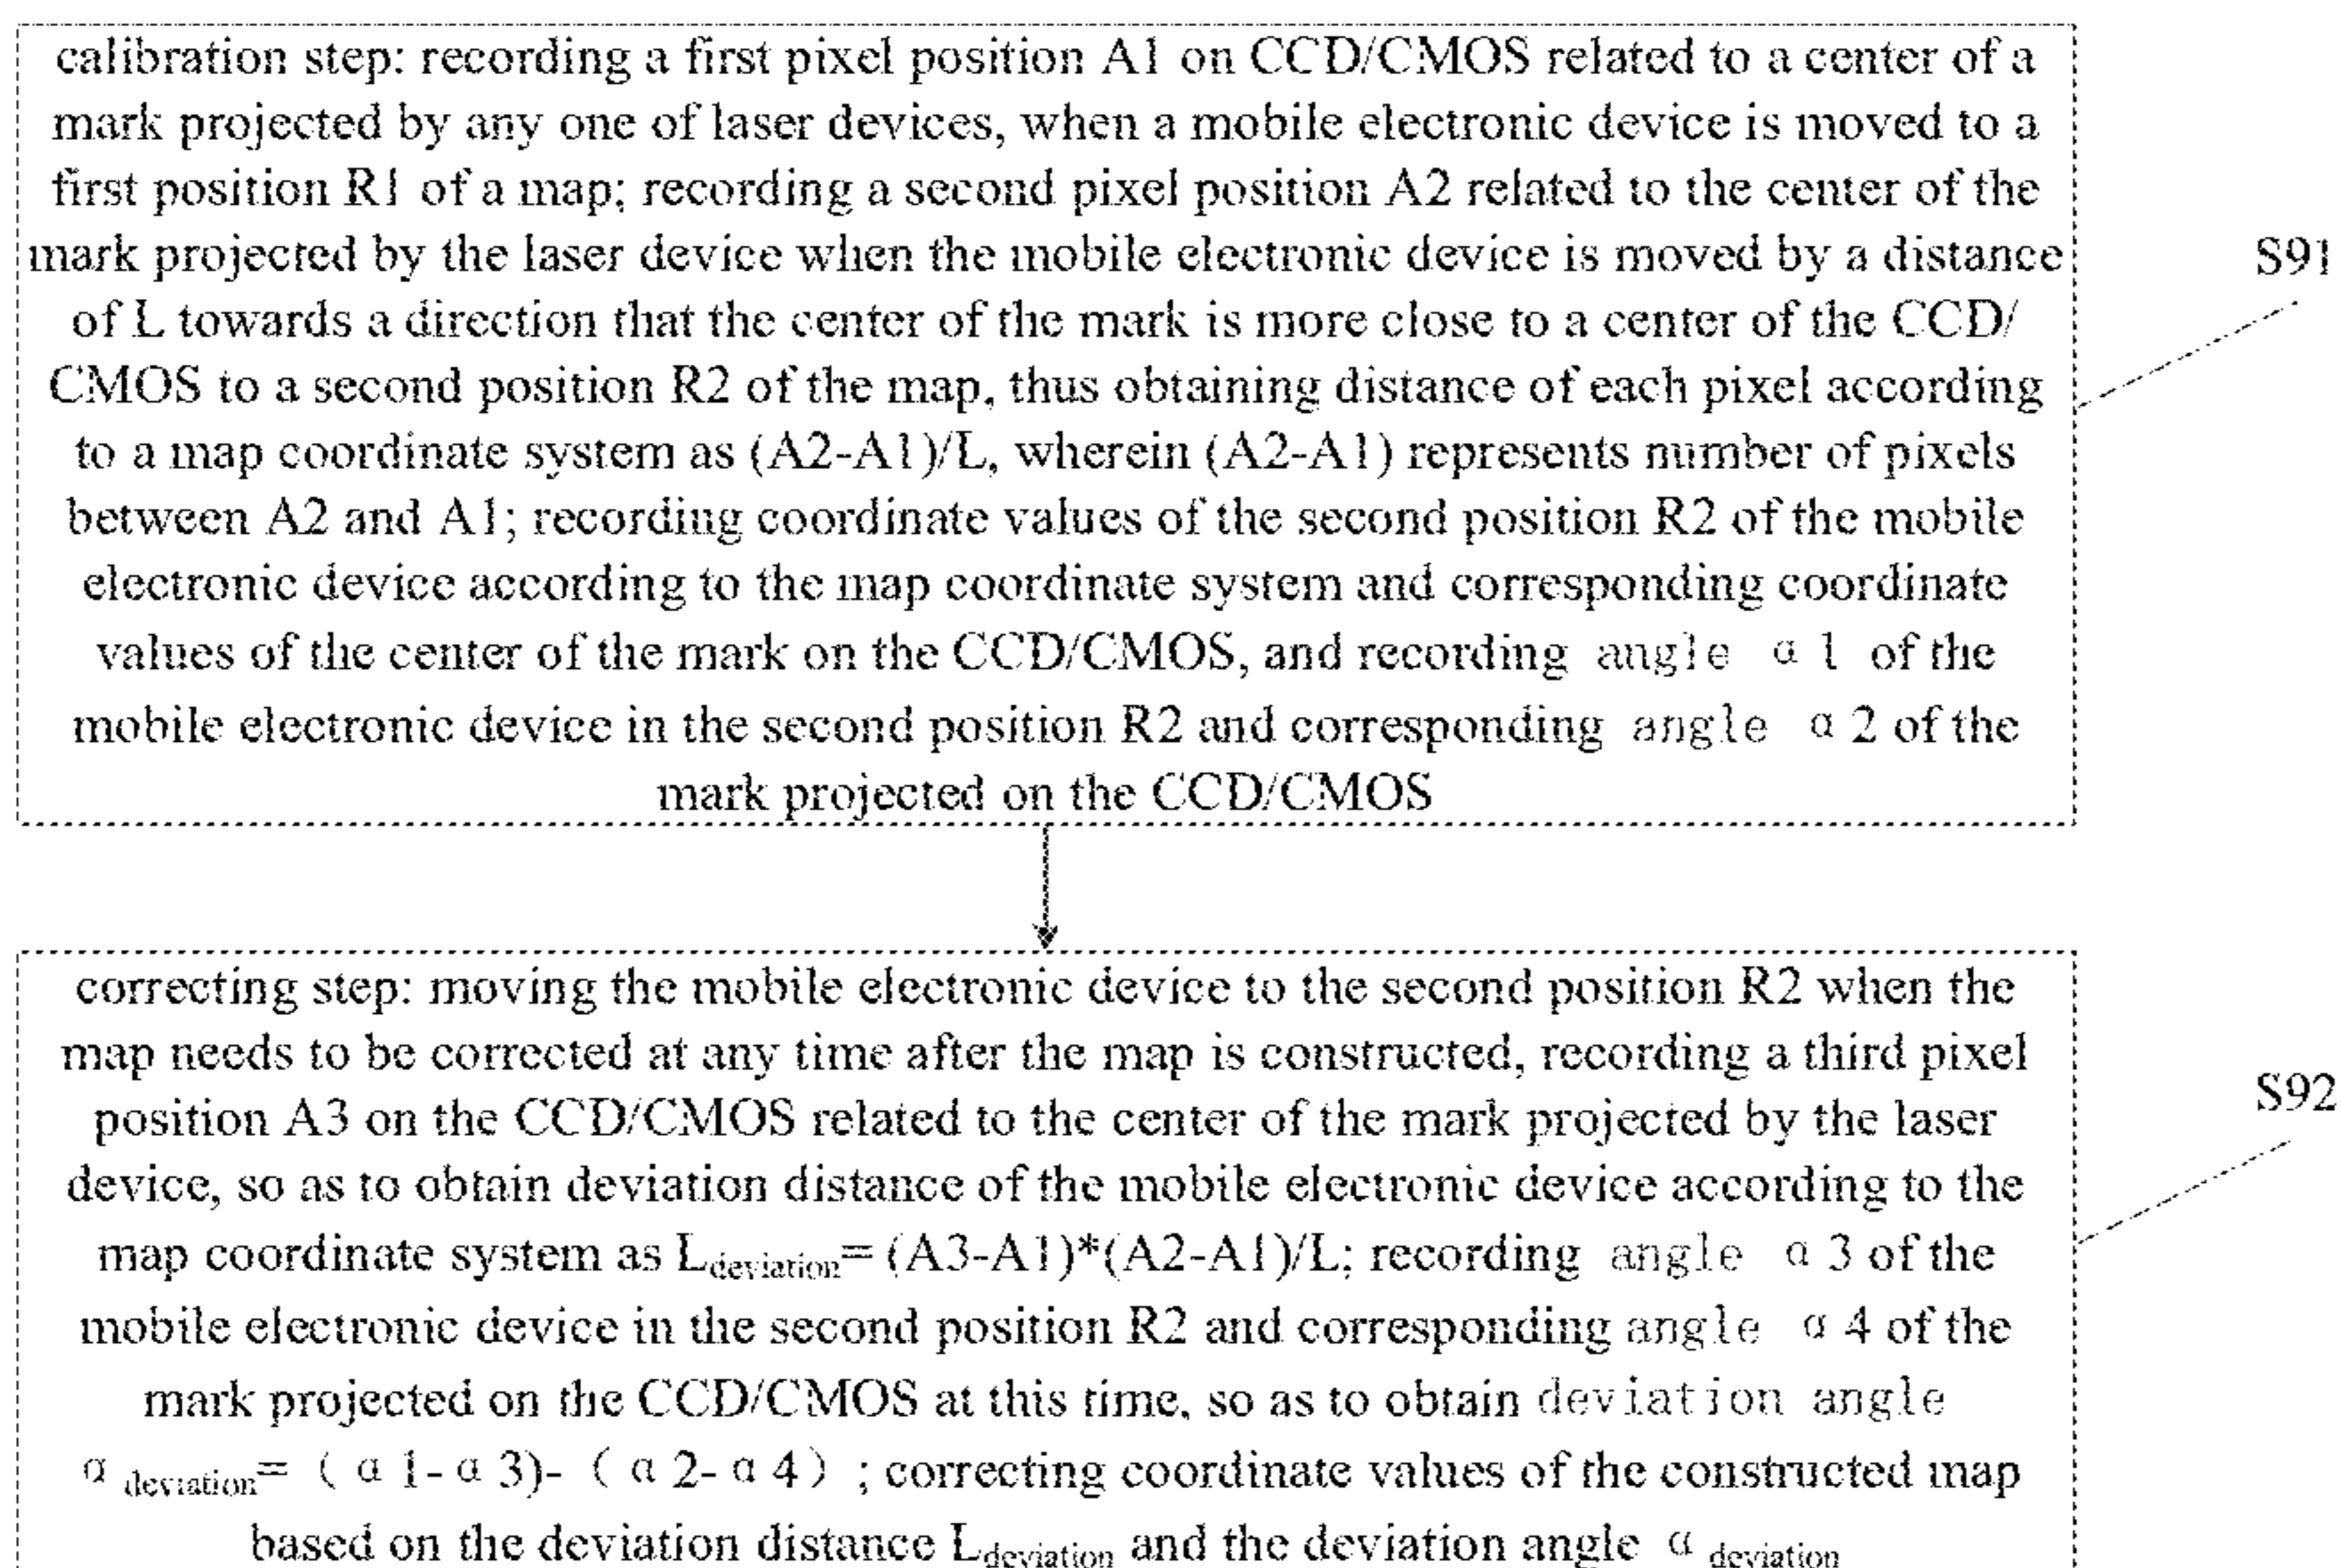 calibration step: recording a first pixel position A1 on CCD/CMOS related to a center of a
mark projected by any one of laser devices, when a mobile electronic device is moved to a
first position R1 of a map; recording a second pixel position A2 related to the center of the
mark projected by the laser device when the mobile electronic device is moved by a distance
of L towards a direction that the center of the mark is more close to a center of the CCD/
CMOS to a second position R2 of the map, thus obtaining distance of each pixel according
to a map coordinate system as (A2-A1)/L, wherein (A2-A1) represents number of pixels
between A2 and A1; recording coordinate values of the second position R2 of the mobile
electronic device according to the map coordinate system and corresponding coordinate
values of the center of the mark on the CCD/CMOS, and recording angle α 1 of the
mobile electronic device in the second position R2 and corresponding angle α 2 of the
mark projected on the CCD/CMOS
S91
correcting step: moving the mobile electronic device to the second position R2 when the
map needs to be corrected at any time after the map is constructed, recording a third pixel
position A3 on the CCD/CMOS related to the center of the mark projected by the laser
device, so as to obtain deviation distance of the mobile electronic device according to the
map coordinate system as Ldeviation= (A3-A1)*(A2-A1)/L; recording angle α 3 of the
mobile electronic device in the second position R2 and corresponding angle α 4 of the
mark projected on the CCD/CMOS at this time, so as to obtain deviation angle
α deviation= ( α 1- α 3)- ( α 2- α 4) ; correcting coordinate values of the constructed map
based on the deviation distance Ldeviation and the deviation angle α deviation
S92